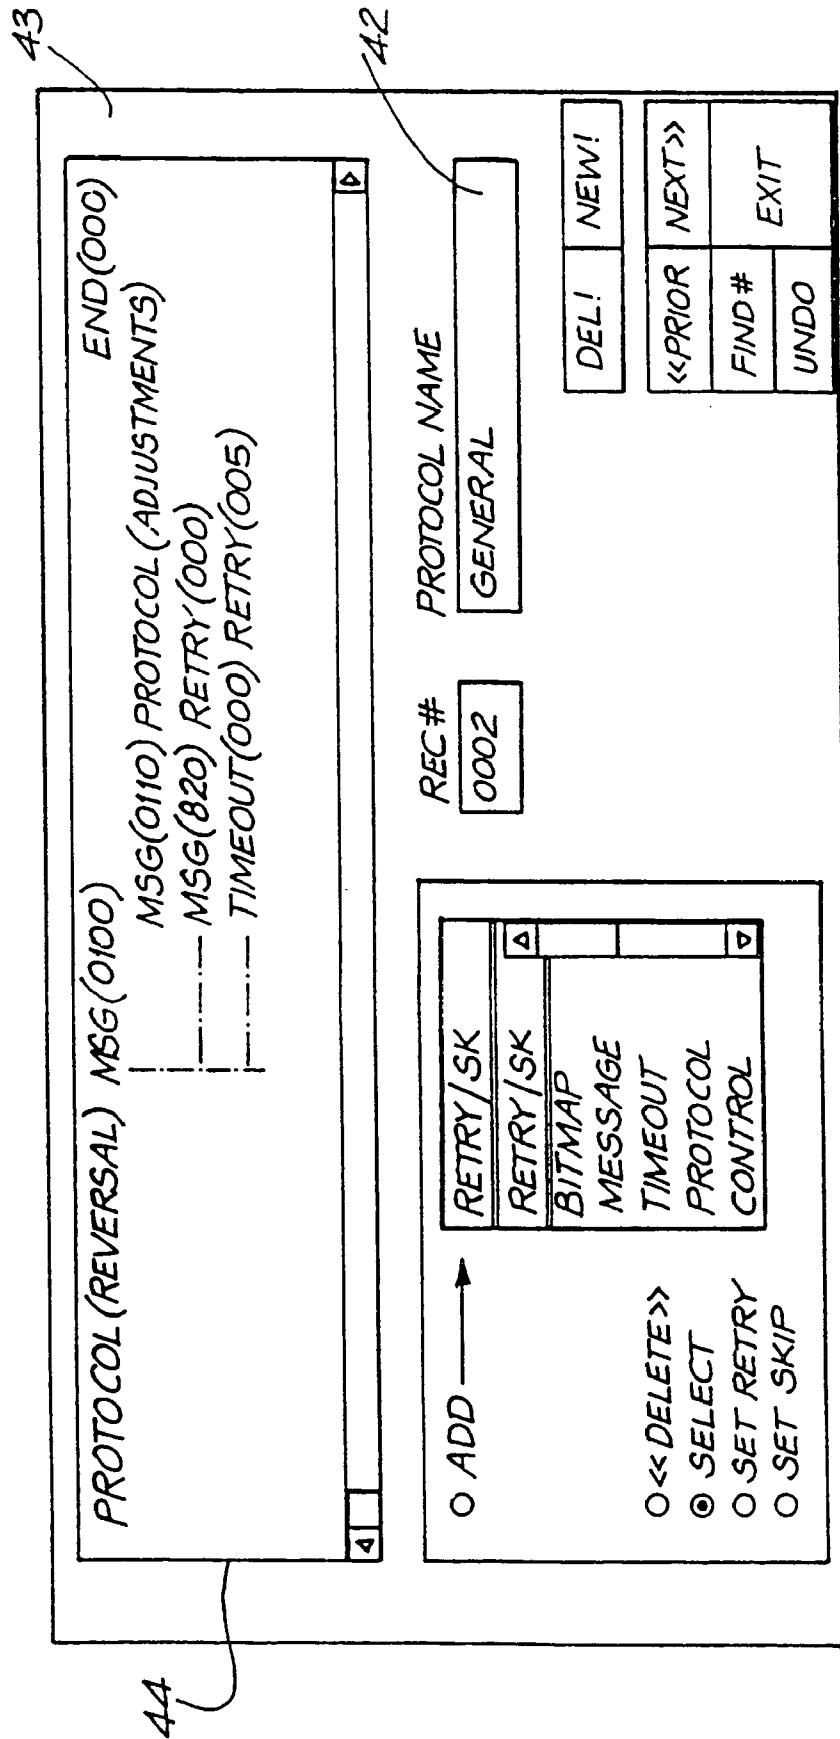 43
PROTOCOL (REVERSAL) MSG(0100) END(000)
MSG(0110) PROTOCOL (ADJUSTMENTS)
MSG(820) RETRY(000)
TIMEOUT(000) RETRY(005)
44
42
ADD
RETRY/SK
RETRY/SK
BITMAP
MESSAGE
TIMEOUT
PROTOCOL
CONTROL
<<DELETE>>
SELECT
SET RETRY
SET SKIP
REC#
0002
PROTOCOL NAME
GENERAL
DEL! NEW!
<<PRIOR NEXT>>
FIND# EXIT
UNDO